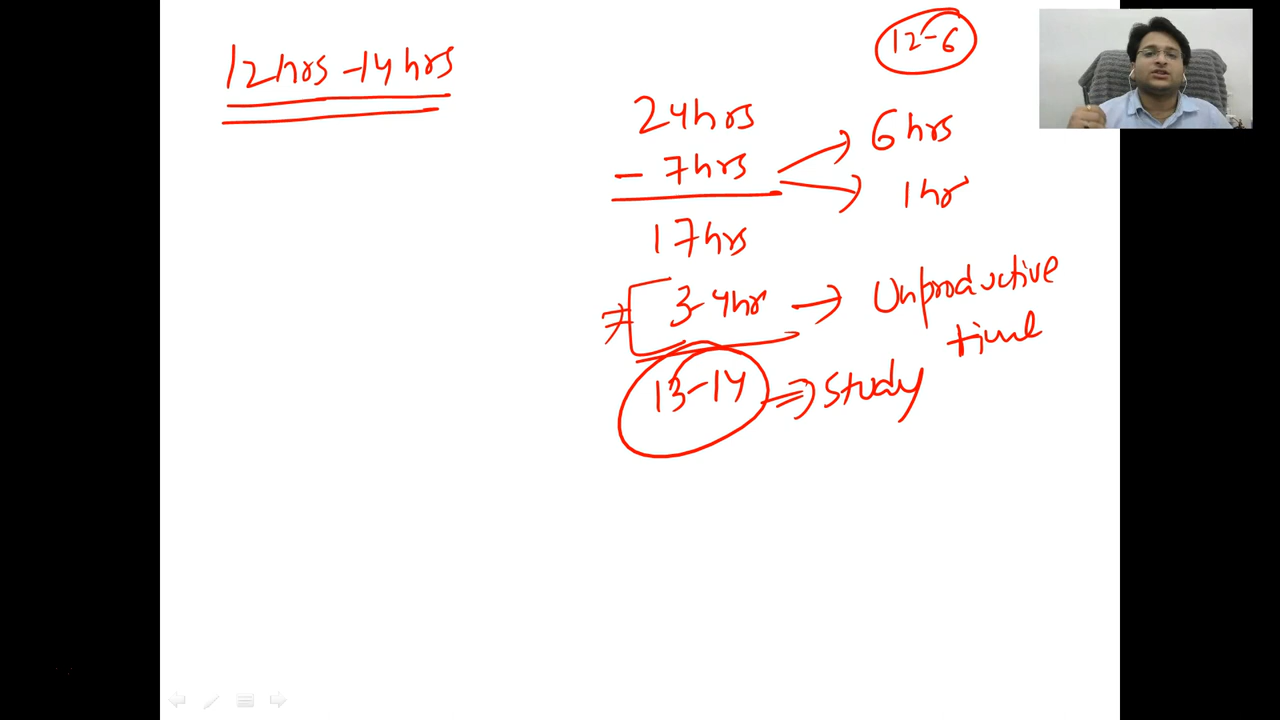 12hrs - 14hrs
12-6
24hrs
- 7hrs
6hrs
1hr
17hrs
3-4hr → Unproductive
time
13-14 ⇒ Study